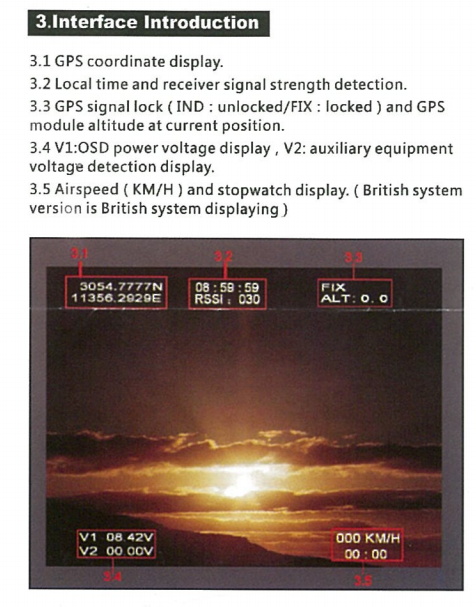 3.Interface Introduction
3.1 GPS coordinate display.
3.2 Local time and receiver signal strength detection.
3.3 GPS signal lock ( IND : unlocked/FIX : locked ) and GPS
module altitude at current position.
3.4 V1:OSD power voltage display , V2: auxiliary equipment
voltage detection display.
3.5 Airspeed ( KM/H ) and stopwatch display. ( British system
version is British system displaying )
3.1 3.2 3.3
3054.7777N 08 : 59 : 59 FIX
11356.2929E RSSI : 030 ALT: 0. 0
V1 08.42V 000 KM/H
V2 00.00V 00 : 00
3.4 3.5